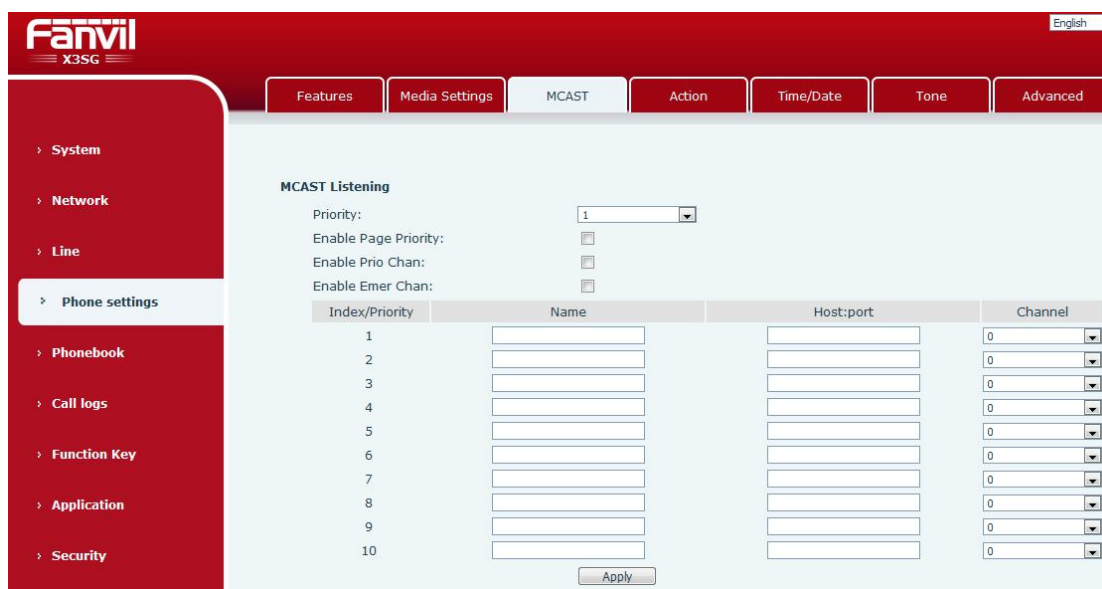 Fanvil
X3SG
English
Features Media Settings MCAST Action Time/Date Tone Advanced
› System
› Network
› Line
› Phone settings
› Phonebook
› Call logs
› Function Key
› Application
› Security
MCAST Listening
Priority: 1
Enable Page Priority:
Enable Prio Chan:
Enable Emer Chan:
Index/Priority Name Host:port Channel
1 0
2 0
3 0
4 0
5 0
6 0
7 0
8 0
9 0
10 0
Apply